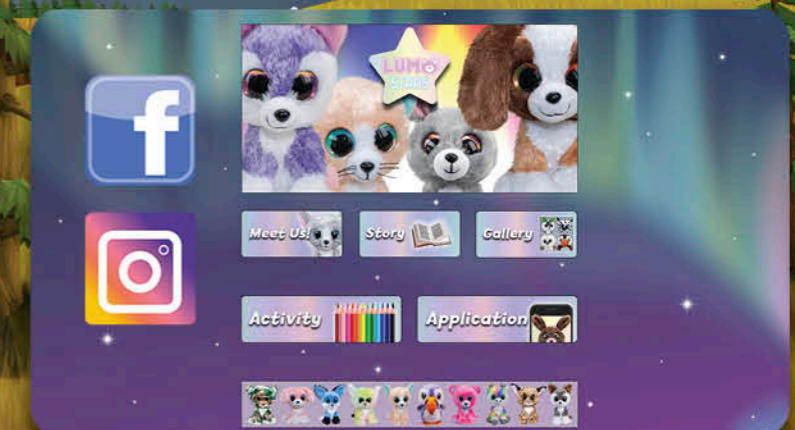 LUMO
STARS
Meet Us!
Story
Gallery
Activity
Application